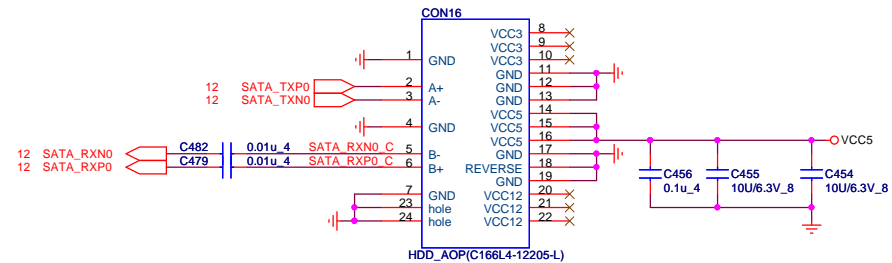 CON16
1 GND
12 SATA_TXP0 2 A+
12 SATA_TXN0 3 A-
4 GND
12 SATA_RXN0 C482 0.01u_4 SATA_RXN0_C 5 B-
12 SATA_RXP0 C479 0.01u_4 SATA_RXP0_C 6 B+
7 GND
23 hole
24 hole
VCC3 8
VCC3 9
VCC3 10
GND 11
GND 12
GND 13
VCC5 14
VCC5 15
VCC5 16
GND 17
REVERSE 18
GND 19
VCC12 20
VCC12 21
VCC12 22
HDD_AOP(C166L4-12205-L)
VCC5
C456
0.1u_4
C455
10U/6.3V_8
C454
10U/6.3V_8